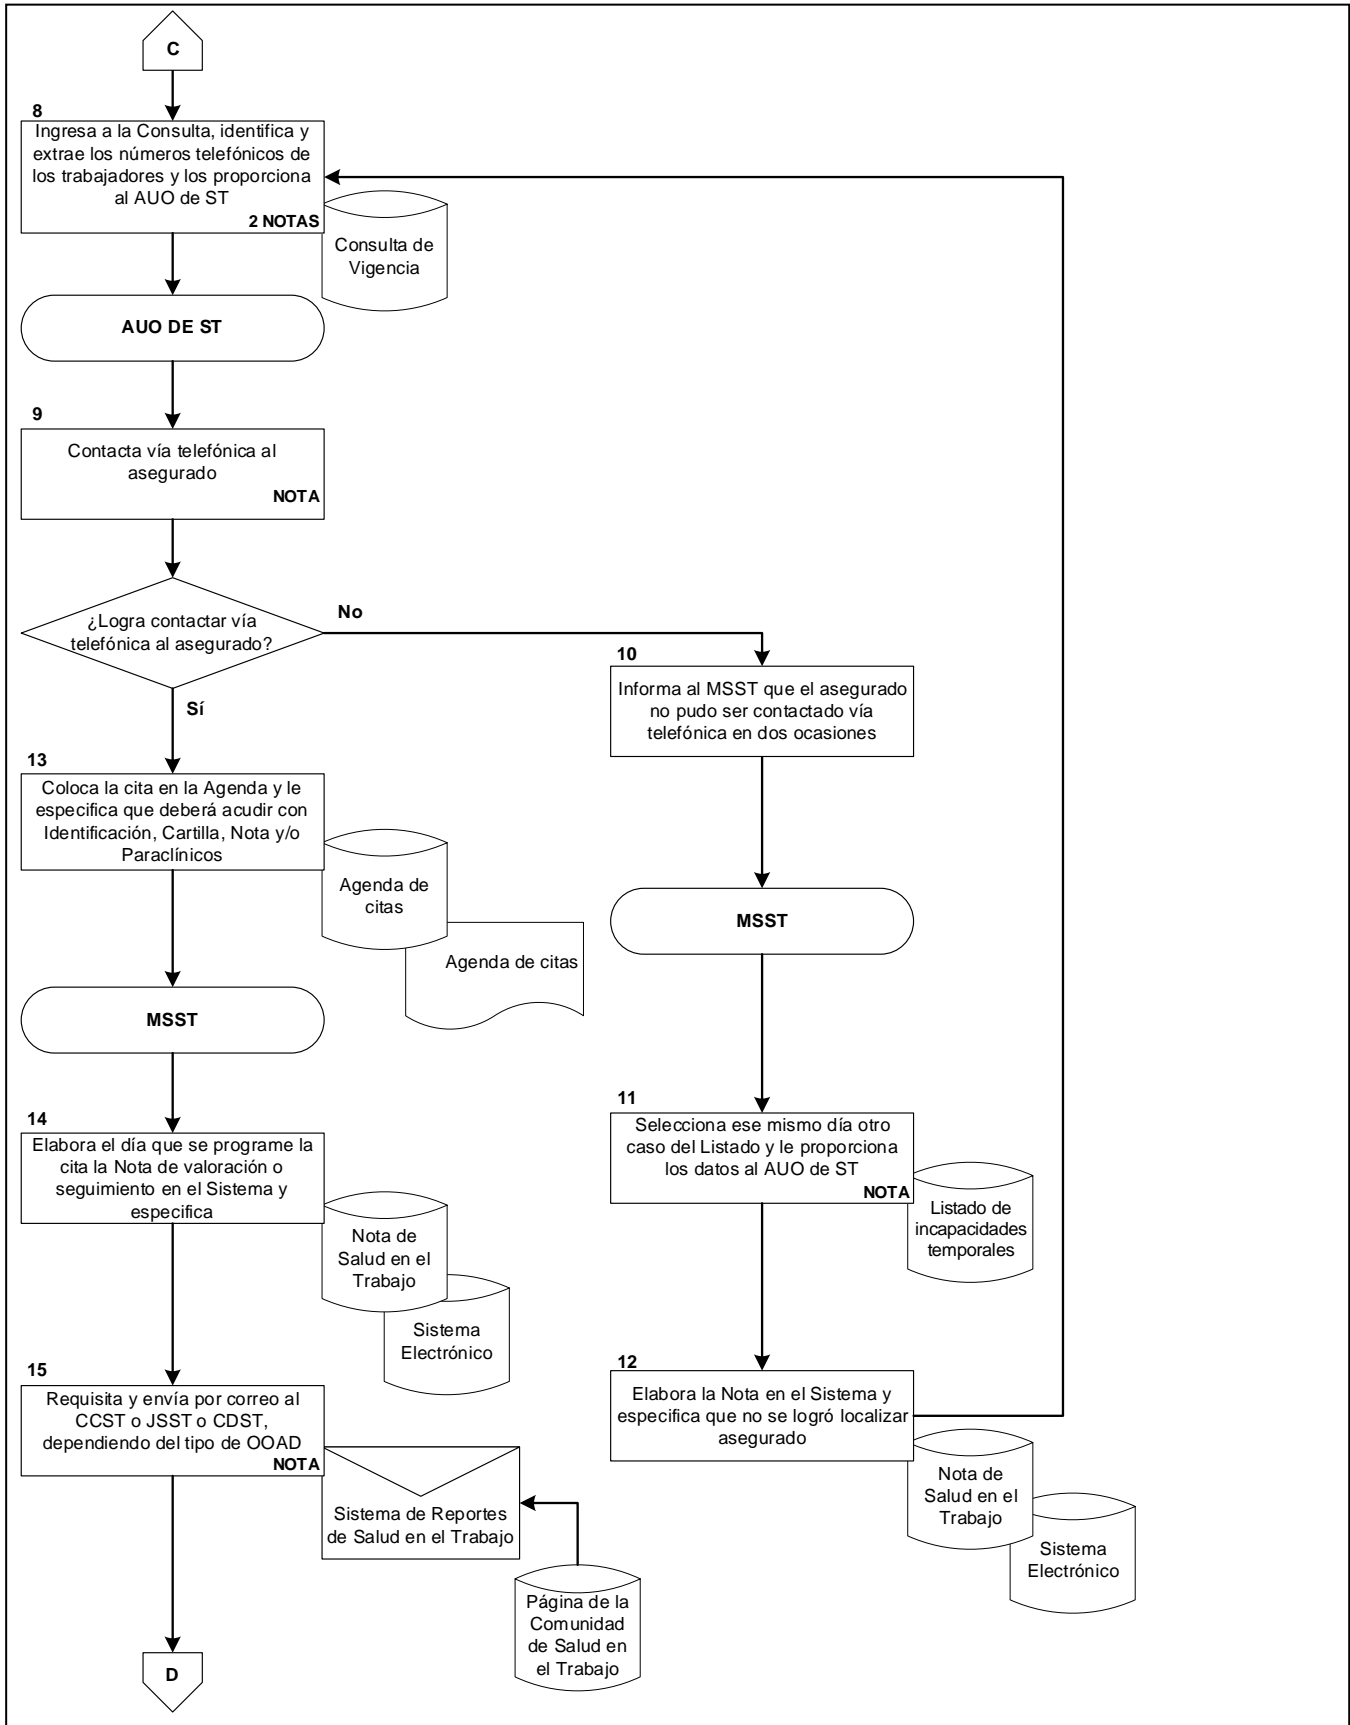 C
8
Ingresa a la Consulta, identifica y
extrae los números telefónicos de
los trabajadores y los proporciona
al AUO de ST
2 NOTAS
Consulta de
Vigencia
AUO DE ST
9
Contacta vía telefónica al
asegurado
NOTA
¿Logra contactar vía
telefónica al asegurado?
No
Sí
10
Informa al MSST que el asegurado
no pudo ser contactado vía
telefónica en dos ocasiones
13
Coloca la cita en la Agenda y le
especifica que deberá acudir con
Identificación, Cartilla, Nota y/o
Paraclínicos
Agenda de
citas
Agenda de citas
MSST
MSST
11
Selecciona ese mismo día otro
caso del Listado y le proporciona
los datos al AUO de ST
NOTA
Listado de
incapacidades
temporales
14
Elabora el día que se programe la
cita la Nota de valoración o
seguimiento en el Sistema y
especifica
Nota de
Salud en el
Trabajo
Sistema
Electrónico
12
Elabora la Nota en el Sistema y
especifica que no se logró localizar
asegurado
Nota de
Salud en el
Trabajo
Sistema
Electrónico
15
Requisita y envía por correo al
CCST o JSST o CDST,
dependiendo del tipo de OOAD
NOTA
Sistema de Reportes
de Salud en el Trabajo
Página de la
Comunidad
de Salud en
el Trabajo
D